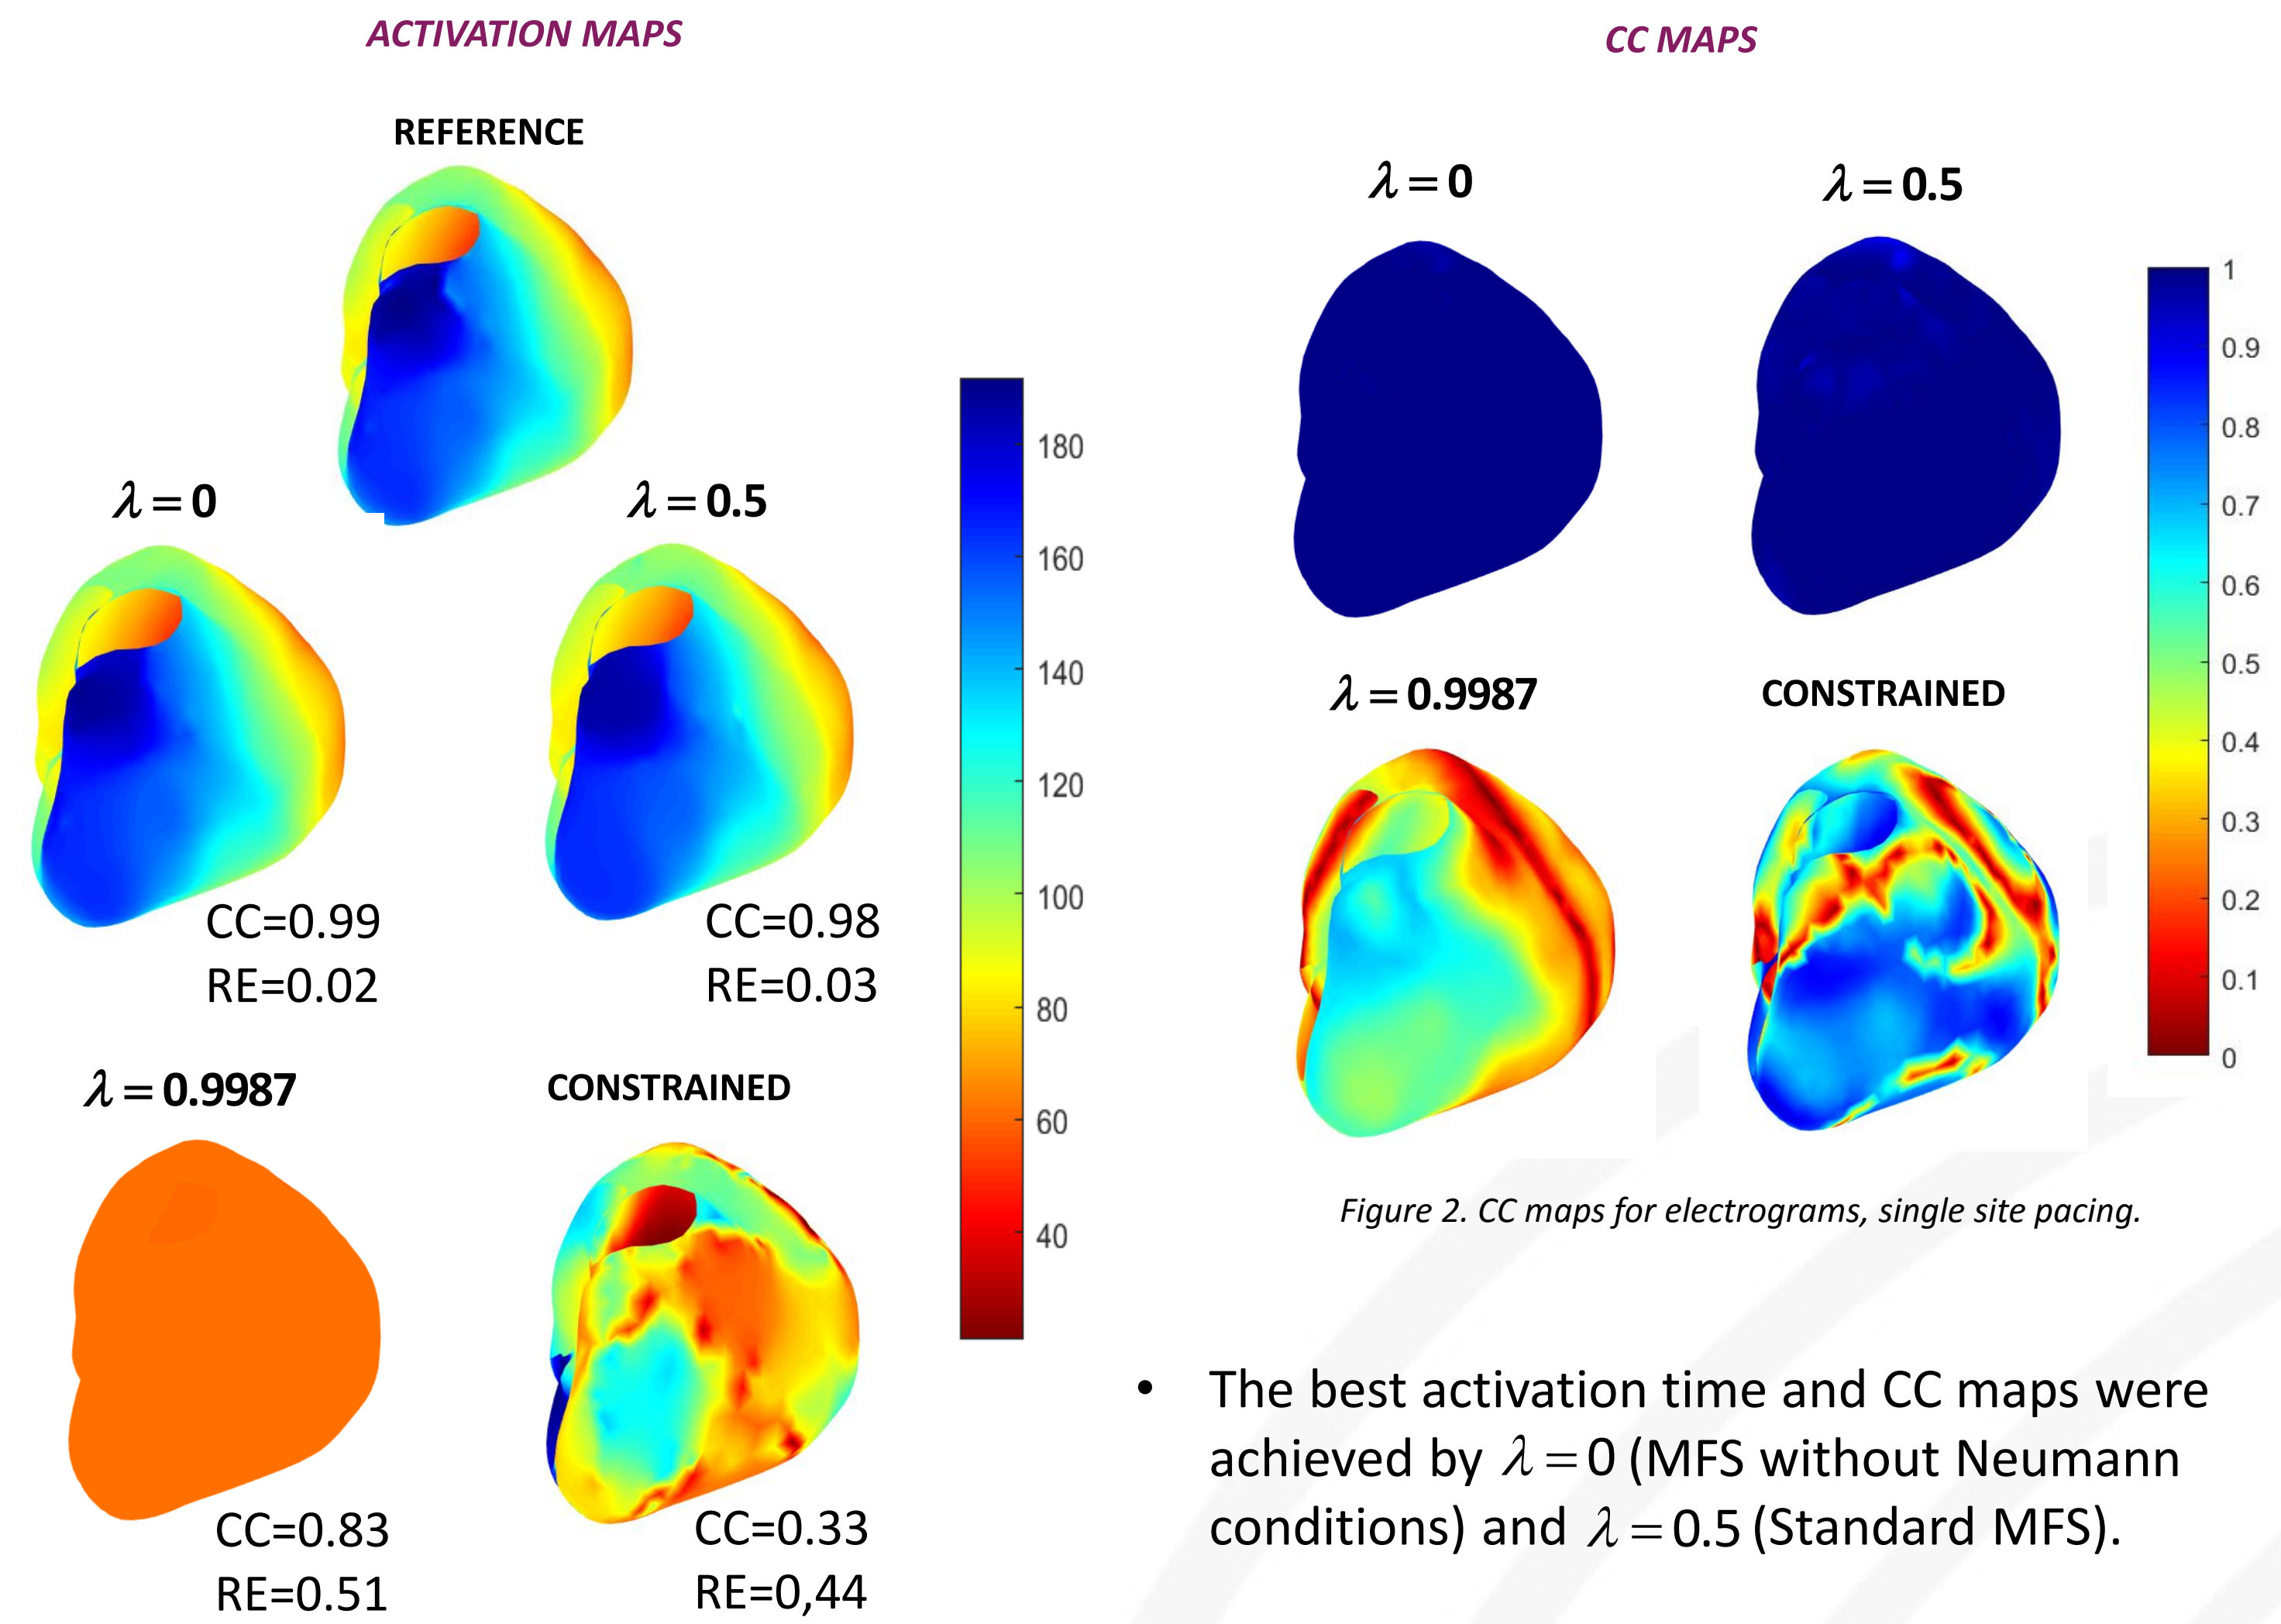 ACTIVATION MAPS
REFERENCE
λ = 0
λ = 0.5
CC=0.99
RE=0.02
CC=0.98
RE=0.03
λ = 0.9987
CONSTRAINED
CC=0.83
RE=0.51
CC=0.33
RE=0,44
180
160
140
120
100
80
60
40
CC MAPS
λ = 0
λ = 0.5
λ = 0.9987
CONSTRAINED
1
0.9
0.8
0.7
0.6
0.5
0.4
0.3
0.2
0.1
0
Figure 2. CC maps for electrograms, single site pacing.
• The best activation time and CC maps were
achieved by λ = 0 (MFS without Neumann
conditions) and λ = 0.5 (Standard MFS).